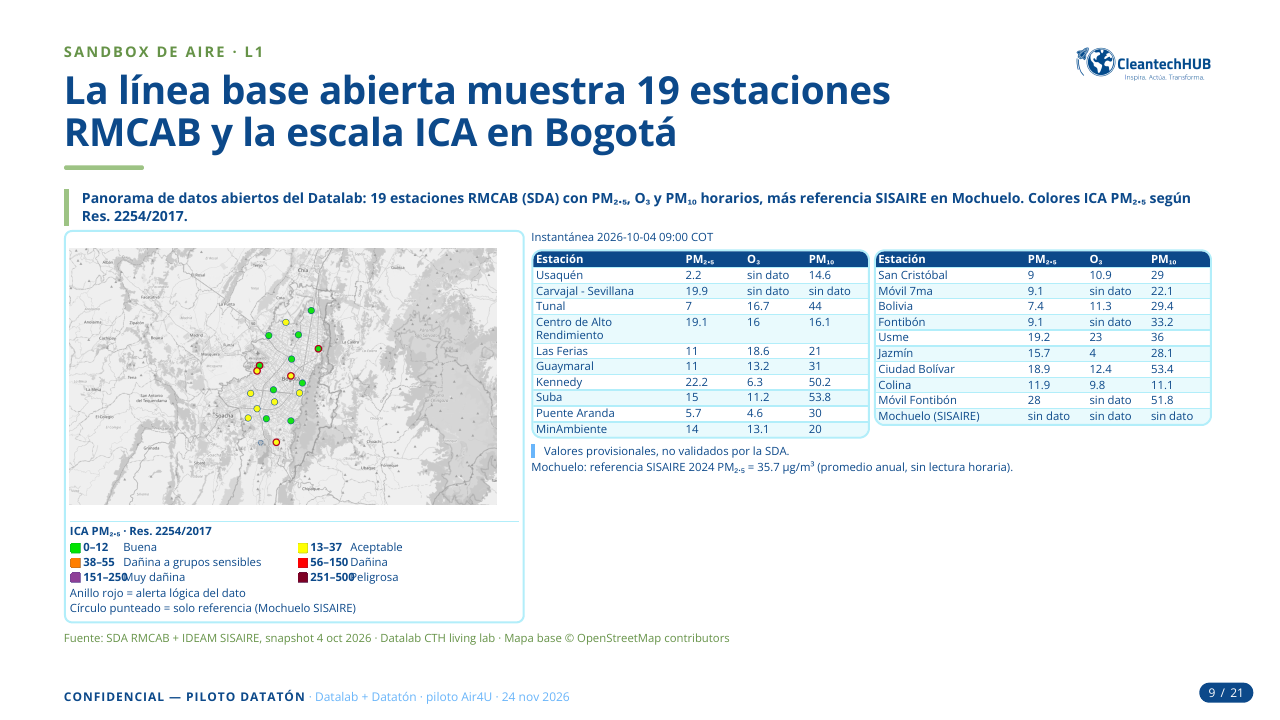 SANDBOX DE AIRE · L1
CleantechHUB
Inspira. Actúa. Transforma.
La línea base abierta muestra 19 estaciones
RMCAB y la escala ICA en Bogotá
Panorama de datos abiertos del Datalab: 19 estaciones RMCAB (SDA) con PM₂.₅, O₃ y PM₁₀ horarios, más referencia SISAIRE en Mochuelo. Colores ICA PM₂.₅ según
Res. 2254/2017.
Instantánea 2026-10-04 09:00 COT
Estación PM₂.₅ O₃ PM₁₀
Usaquén 2.2 sin dato 14.6
Carvajal - Sevillana 19.9 sin dato sin dato
Tunal 7 16.7 44
Centro de Alto Rendimiento 19.1 16 16.1
Las Ferias 11 18.6 21
Guaymaral 11 13.2 31
Kennedy 22.2 6.3 50.2
Suba 15 11.2 53.8
Puente Aranda 5.7 4.6 30
MinAmbiente 14 13.1 20
Estación PM₂.₅ O₃ PM₁₀
San Cristóbal 9 10.9 29
Móvil 7ma 9.1 sin dato 22.1
Bolivia 7.4 11.3 29.4
Fontibón 9.1 sin dato 33.2
Usme 19.2 23 36
Jazmín 15.7 4 28.1
Ciudad Bolívar 18.9 12.4 53.4
Colina 11.9 9.8 11.1
Móvil Fontibón 28 sin dato 51.8
Mochuelo (SISAIRE) sin dato sin dato sin dato
Valores provisionales, no validados por la SDA.
Mochuelo: referencia SISAIRE 2024 PM₂.₅ = 35.7 µg/m³ (promedio anual, sin lectura horaria).
ICA PM₂.₅ · Res. 2254/2017
0–12 Buena 13–37 Aceptable
38–55 Dañina a grupos sensibles 56–150 Dañina
151–250 Muy dañina 251–500 Peligrosa
Anillo rojo = alerta lógica del dato
Círculo punteado = solo referencia (Mochuelo SISAIRE)
Fuente: SDA RMCAB + IDEAM SISAIRE, snapshot 4 oct 2026 · Datalab CTH living lab · Mapa base © OpenStreetMap contributors
CONFIDENCIAL — PILOTO DATATÓN · Datalab + Datatón · piloto Air4U · 24 nov 2026
9 / 21